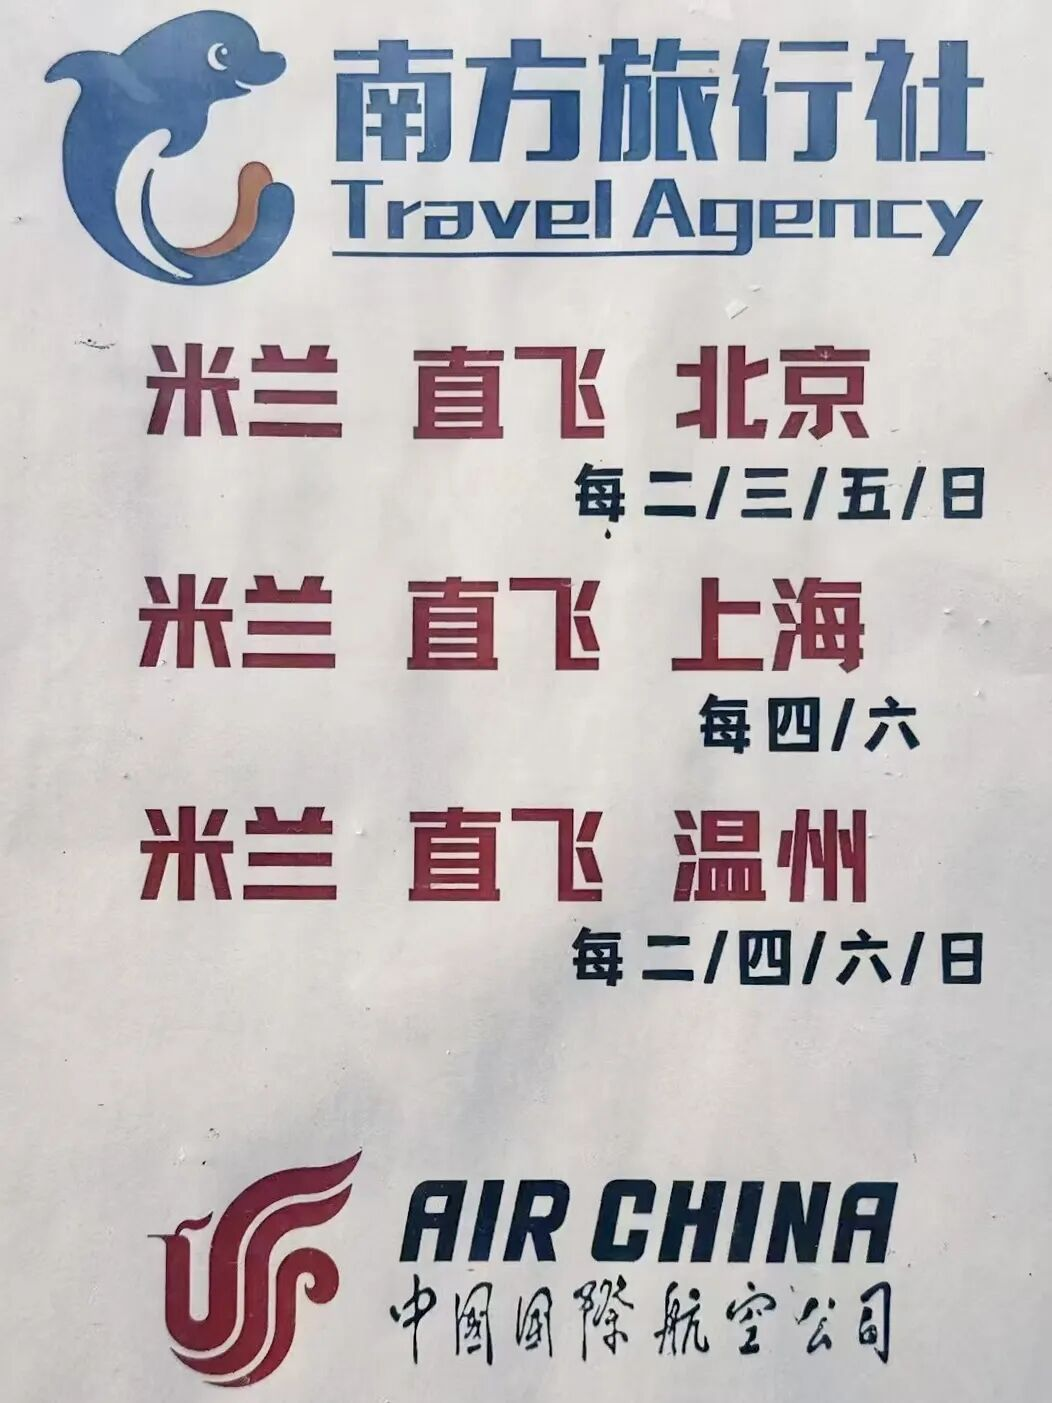 南方旅行社
Travel Agency
米兰 直飞 北京
每二/三/五/日
米兰 直飞 上海
每四/六
米兰 直飞 温州
每二/四/六/日
AIR CHINA
中国国際航空公司